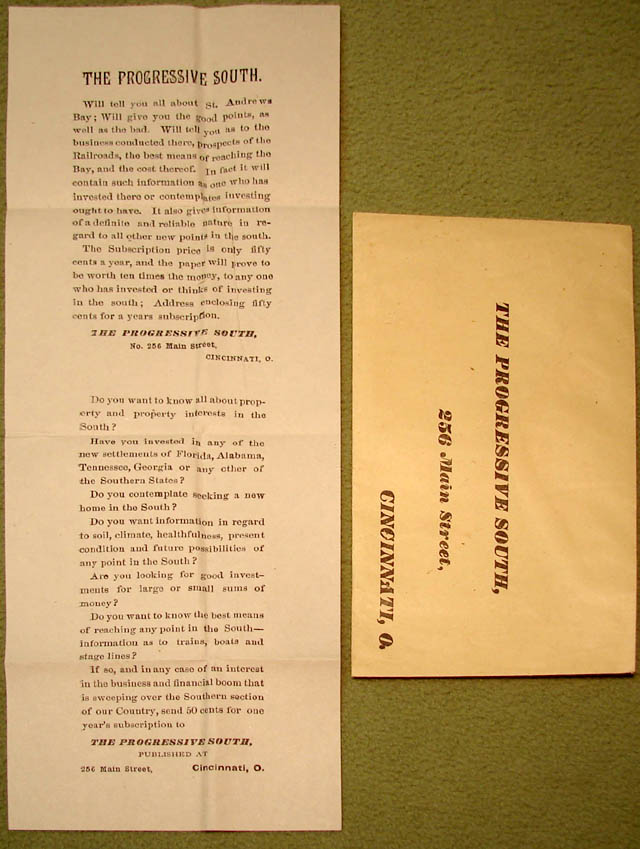 THE PROGRESSIVE SOUTH.
Will tell you all about St. Andrews
Bay; Will give you the good points, as
well as the bad. Will tell you as to the
business conducted there, prospects of the
Railroads, the best means of reaching the
Bay, and the cost thereof. In fact it will
contain such information as one who has
invested there or contemplates investing
ought to have. It also gives information
of a definite and reliable nature in re-
gard to all other new points in the south.
The Subscription price is only fifty
cents a year, and the paper will prove to
be worth ten times the money, to any one
who has invested or thinks of investing
in the south; Address enclosing fifty
cents for a years subscription.
THE PROGRESSIVE SOUTH,
No. 256 Main Street,
CINCINNATI, O.
Do you want to know all about prop-
erty and property interests in the
South?
Have you invested in any of the
new settlements of Florida, Alabama,
Tennessee, Georgia or any other of
the Southern States?
Do you contemplate seeking a new
home in the South?
Do you want information in regard
to soil, climate, healthfulness, present
condition and future possibilities of
any point in the South?
Are you looking for good invest-
ments for large or small sums of
money?
Do you want to know the best means
of reaching any point in the South—
information as to trains, boats and
stage lines?
If so, and in any case of an interest
in the business and financial boom that
is sweeping over the Southern section
of our Country, send 50 cents for one
year's subscription to
THE PROGRESSIVE SOUTH,
PUBLISHED AT
256 Main Street, Cincinnati, O.
THE PROGRESSIVE SOUTH,
256 Main Street,
CINCINNATI, O.